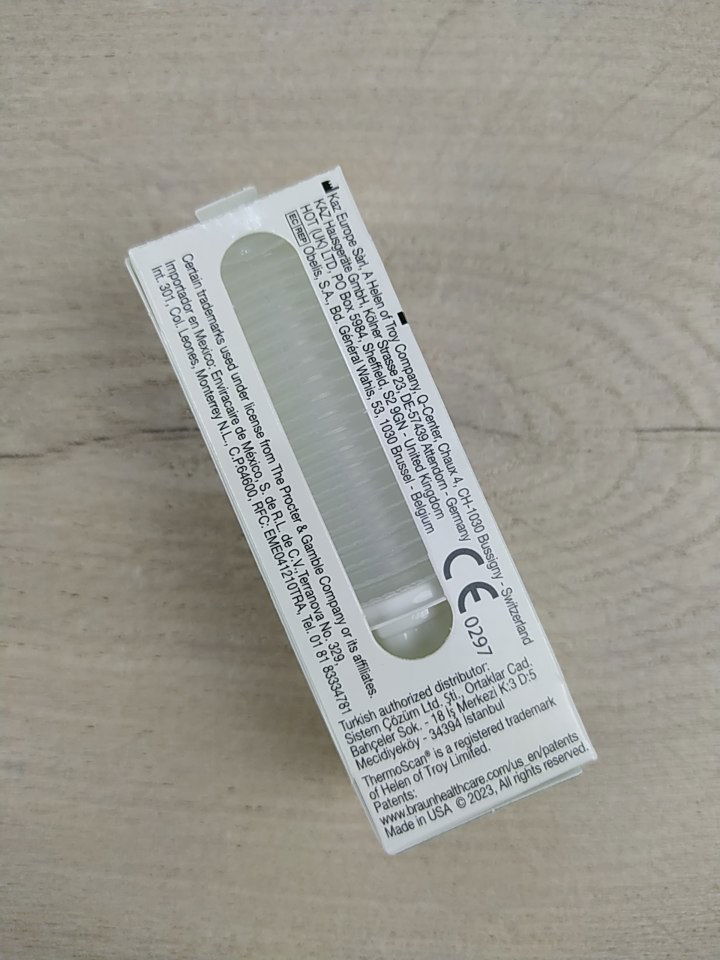 Kaz Europe Sàrl, A Helen of Troy Company, Q-Center, Chaux 4, CH-1030 Bussigny - Switzerland
KAZ Hausgeräte GmbH, Kölner Strasse 23, DE-57439 Attendorn - Germany
HOT (UK) LTD, PO Box 5984, Sheffield, S2 9GN - United Kingdom
EC REP Obelis, S.A., Bd. Général Wahis, 53, 1030 Brussel - Belgium
CE 0297
Certain trademarks used under license from The Procter & Gamble Company or its affiliates.
Importador en Mexico: Enviracaire de México, S. de R.L. de C.V., Terranova No. 329,
Int. 301, Col. Leones, Monterrey N.L., C.P.64600, RFC: EME041210TRA, Tel. 01 81 83334781
Turkish authorized distributor:
Sistem Çözüm Ltd. Şti., Ortaklar Cad.
Bahçeler Sok. - 18 İş Merkezi K:3 D:5
Mecidiyeköy - 34394 İstanbul
ThermoScan® is a registered trademark
of Helen of Troy Limited.
Patents:
www.braunhealthcare.com/us_en/patents
Made in USA © 2023, All rights reserved.